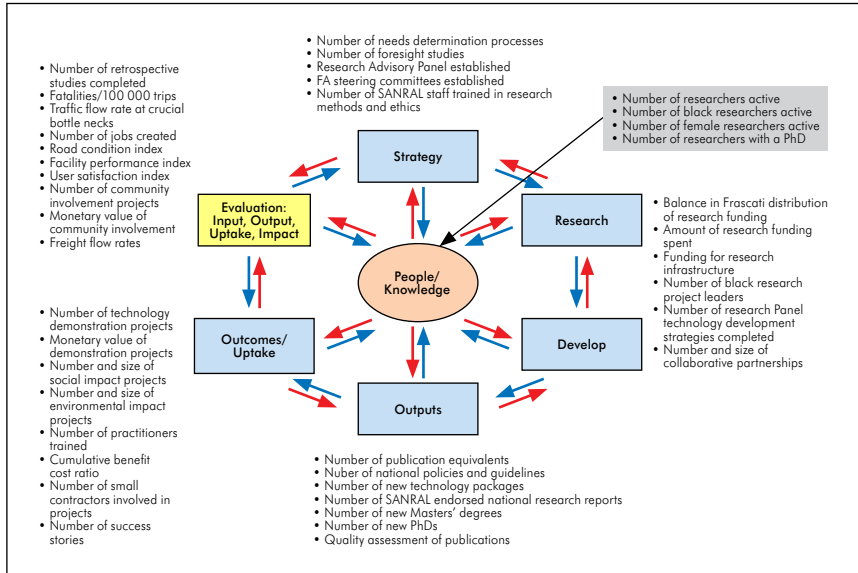 • Number of needs determination processes
• Number of foresight studies
• Research Advisory Panel established
• FA steering committees established
• Number of SANRAL staff trained in research
methods and ethics
• Number of retrospective
studies completed
• Fatalities/100 000 trips
• Traffic flow rate at crucial
bottle necks
• Number of jobs created
• Road condition index
• Facility performance index
• User satisfaction index
• Number of community
involvement projects
• Monetary value of
community involvement
• Freight flow rates
• Number of researchers active
• Number of black researchers active
• Number of female researchers active
• Number of researchers with a PhD
Strategy
Evaluation:
Input, Output,
Uptake, Impact
Research
• Balance in Frascati distribution
of research funding
• Amount of research funding
spent
• Funding for research
infrastructure
• Number of black research
project leaders
• Number of research Panel
technology development
strategies completed
• Number and size of
collaborative partnerships
People/
Knowledge
• Number of technology
demonstration projects
• Monetary value of
demonstration projects
• Number and size of
social impact projects
• Number and size of
environmental impact
projects
• Number of practitioners
trained
• Cumulative benefit
cost ratio
• Number of small
contractors involved in
projects
• Number of success
stories
Outcomes/
Uptake
Develop
Outputs
• Number of publication equivalents
• Nuber of national policies and guidelines
• Number of new technology packages
• Number of SANRAL endorsed national research reports
• Number of new Masters' degrees
• Number of new PhDs
• Quality assessment of publications